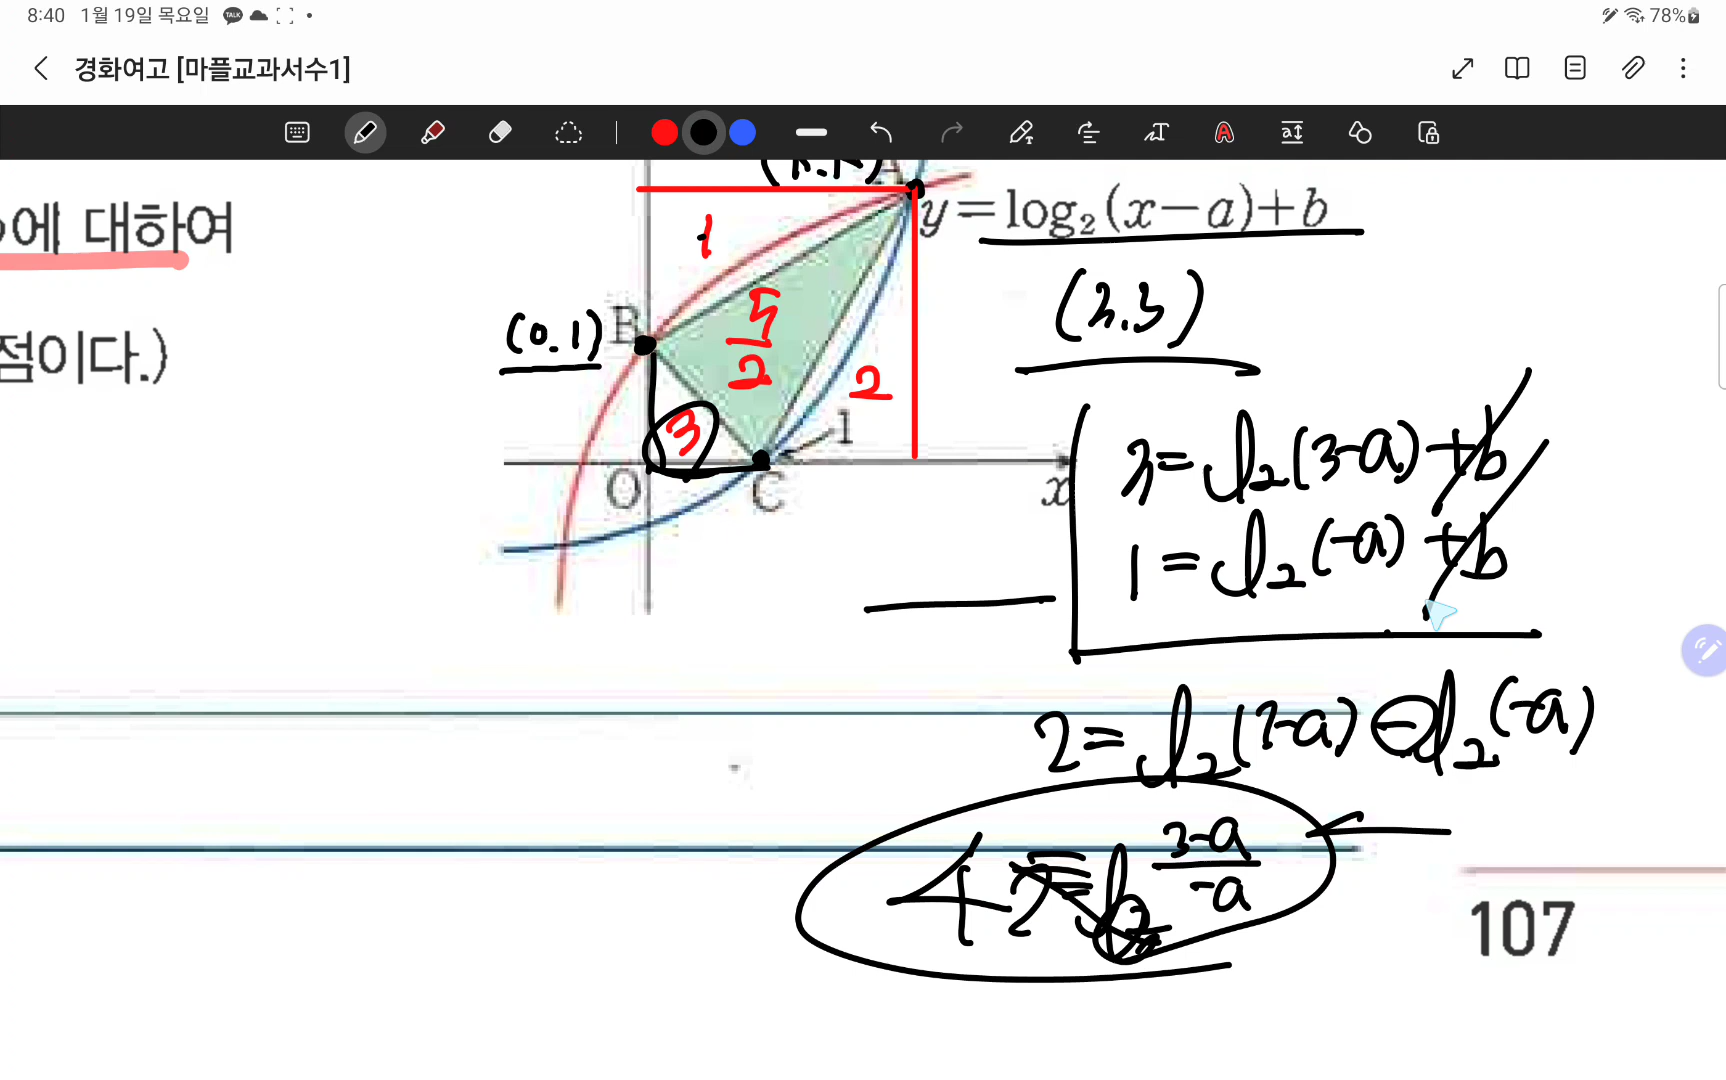 8:40 1월 19일 목요일 TALK 78%
경화여고 [마플교과서수1]
에 대하여
점이다.)
A
y=log₂(x−a)+b
1
(3.3)
(0.1) B
5/2
2
3
1
O C x
3=log₂(3-a)+b
1=log₂(-a)+b
2=log₂(3-a)-log₂(-a)
4 = (3-a)/(-a)
107